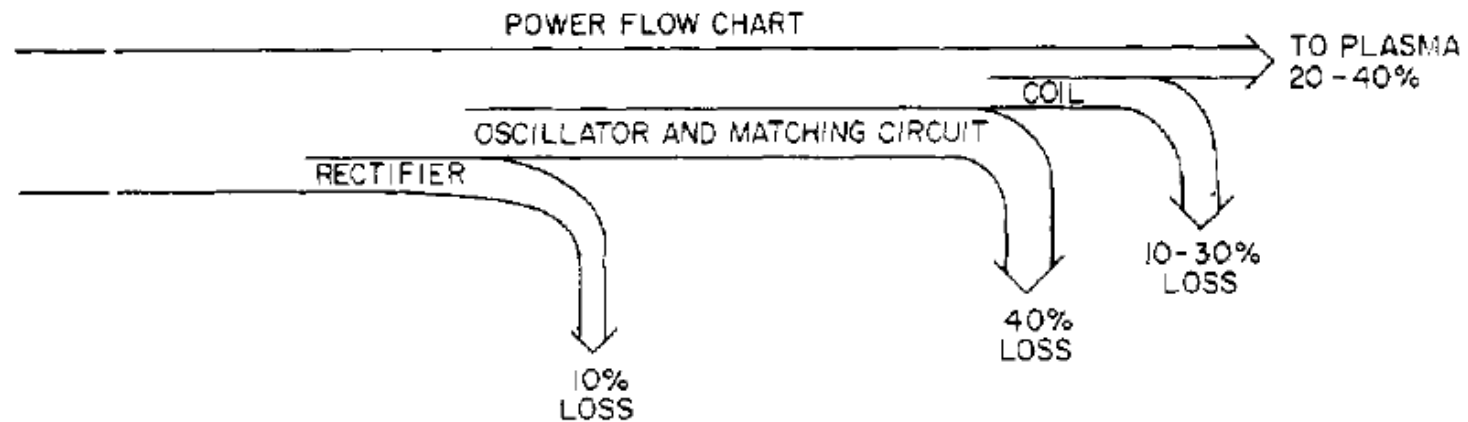 POWER FLOW CHART
TO PLASMA
20-40%
COIL
OSCILLATOR AND MATCHING CIRCUIT
RECTIFIER
10-30%
LOSS
40%
LOSS
10%
LOSS